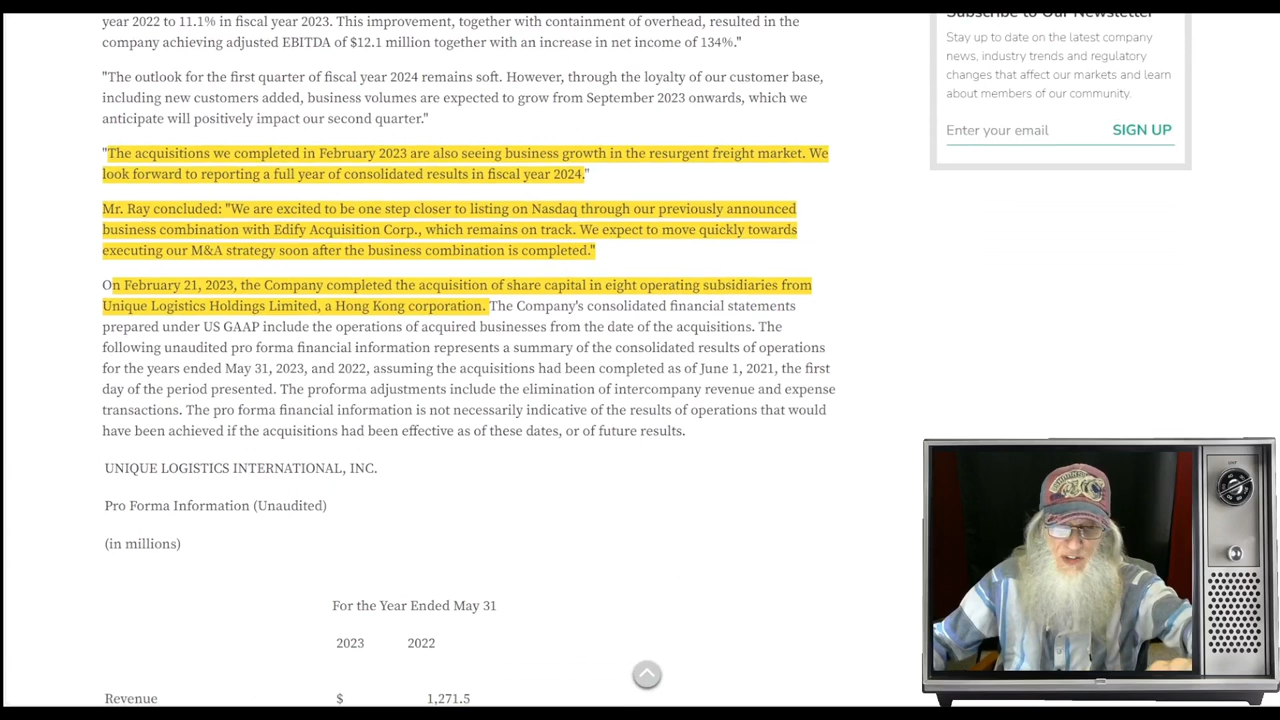 year 2022 to 11.1% in fiscal year 2023. This improvement, together with containment of overhead, resulted in the
company achieving adjusted EBITDA of $12.1 million together with an increase in net income of 134%."
"The outlook for the first quarter of fiscal year 2024 remains soft. However, through the loyalty of our customer base,
including new customers added, business volumes are expected to grow from September 2023 onwards, which we
anticipate will positively impact our second quarter."
"The acquisitions we completed in February 2023 are also seeing business growth in the resurgent freight market. We
look forward to reporting a full year of consolidated results in fiscal year 2024."
Mr. Ray concluded: "We are excited to be one step closer to listing on Nasdaq through our previously announced
business combination with Edify Acquisition Corp., which remains on track. We expect to move quickly towards
executing our M&A strategy soon after the business combination is completed."
On February 21, 2023, the Company completed the acquisition of share capital in eight operating subsidiaries from
Unique Logistics Holdings Limited, a Hong Kong corporation. The Company's consolidated financial statements
prepared under US GAAP include the operations of acquired businesses from the date of the acquisitions. The
following unaudited pro forma financial information represents a summary of the consolidated results of operations
for the years ended May 31, 2023, and 2022, assuming the acquisitions had been completed as of June 1, 2021, the first
day of the period presented. The proforma adjustments include the elimination of intercompany revenue and expense
transactions. The pro forma financial information is not necessarily indicative of the results of operations that would
have been achieved if the acquisitions had been effective as of these dates, or of future results.
UNIQUE LOGISTICS INTERNATIONAL, INC.
Pro Forma Information (Unaudited)
(in millions)
For the Year Ended May 31
2023 2022
Revenue $ 1,271.5
Subscribe to Our Newsletter
Stay up to date on the latest company
news, industry trends and regulatory
changes that affect our markets and learn
about members of our community.
Enter your email SIGN UP